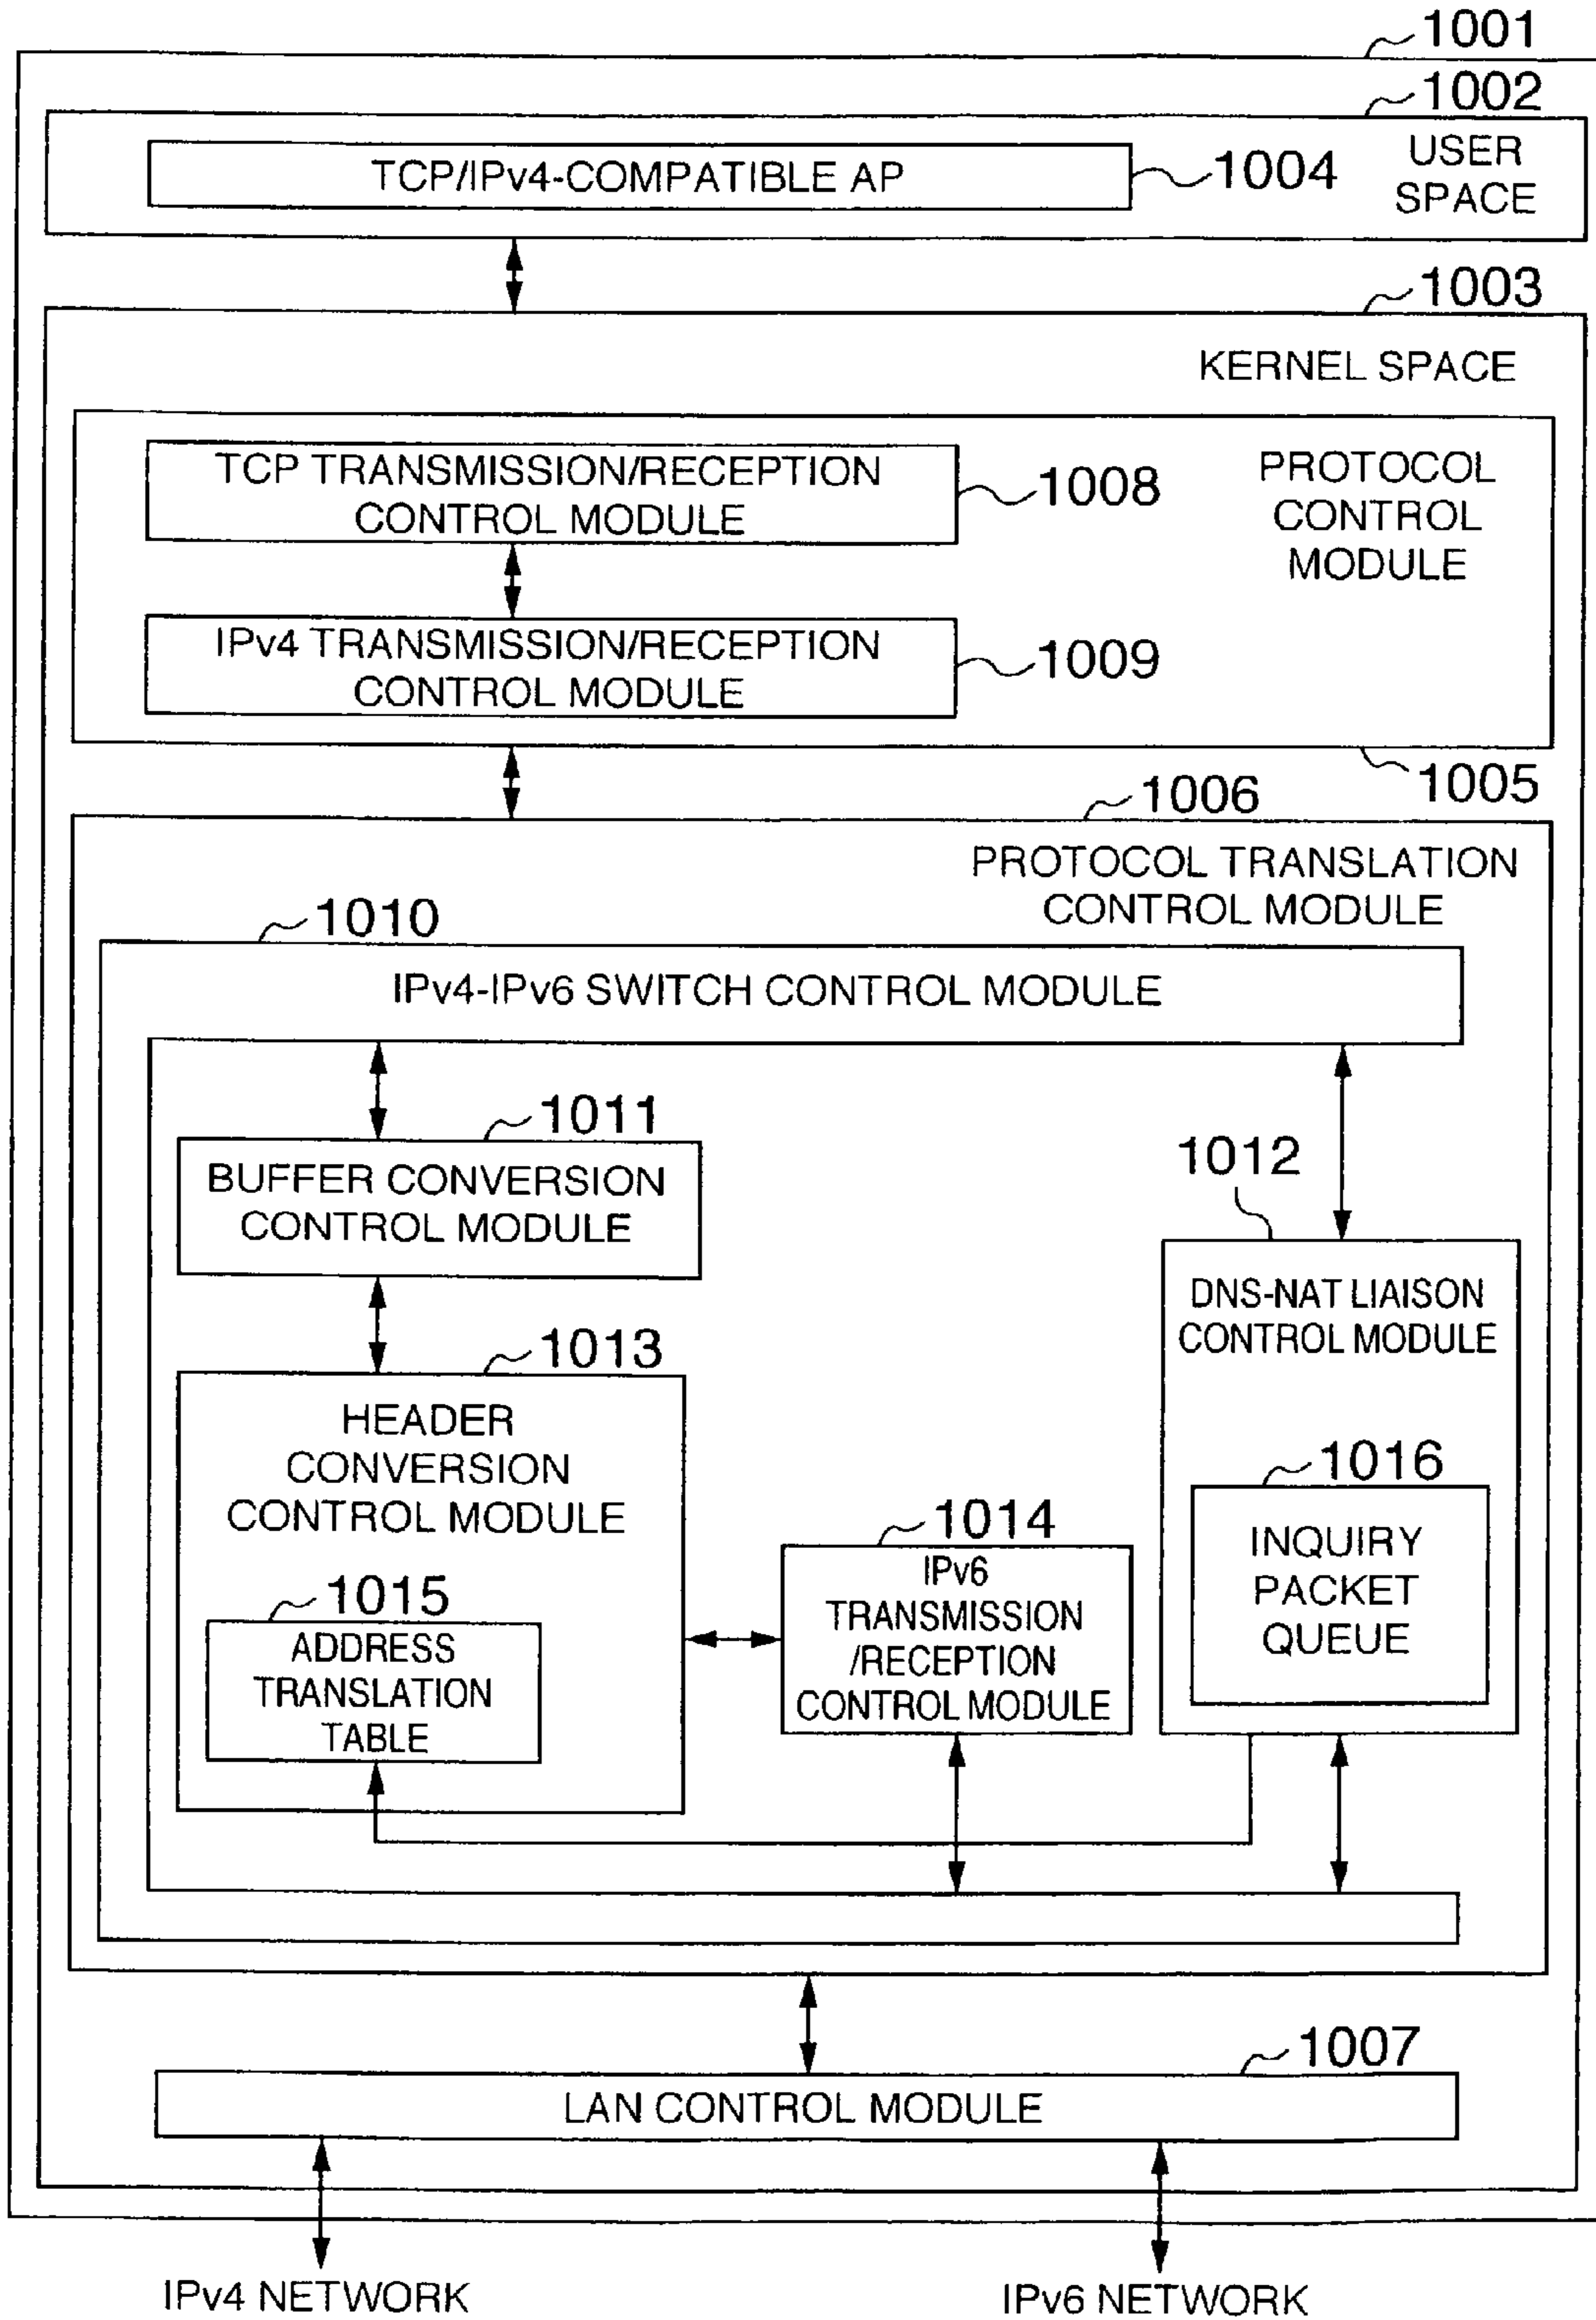 1001
1002
TCP/IPv4-COMPATIBLE AP
1004
USER
SPACE
1003
KERNEL SPACE
TCP TRANSMISSION/RECEPTION
CONTROL MODULE
1008
PROTOCOL
CONTROL
MODULE
IPv4 TRANSMISSION/RECEPTION
CONTROL MODULE
1009
1005
1006
PROTOCOL TRANSLATION
CONTROL MODULE
1010
IPv4-IPv6 SWITCH CONTROL MODULE
1011
BUFFER CONVERSION
CONTROL MODULE
1012
DNS-NAT LIAISON
CONTROL MODULE
1013
HEADER
CONVERSION
CONTROL MODULE
1016
INQUIRY
PACKET
QUEUE
1014
IPv6
TRANSMISSION
/RECEPTION
CONTROL MODULE
1015
ADDRESS
TRANSLATION
TABLE
1007
LAN CONTROL MODULE
IPv4 NETWORK
IPv6 NETWORK